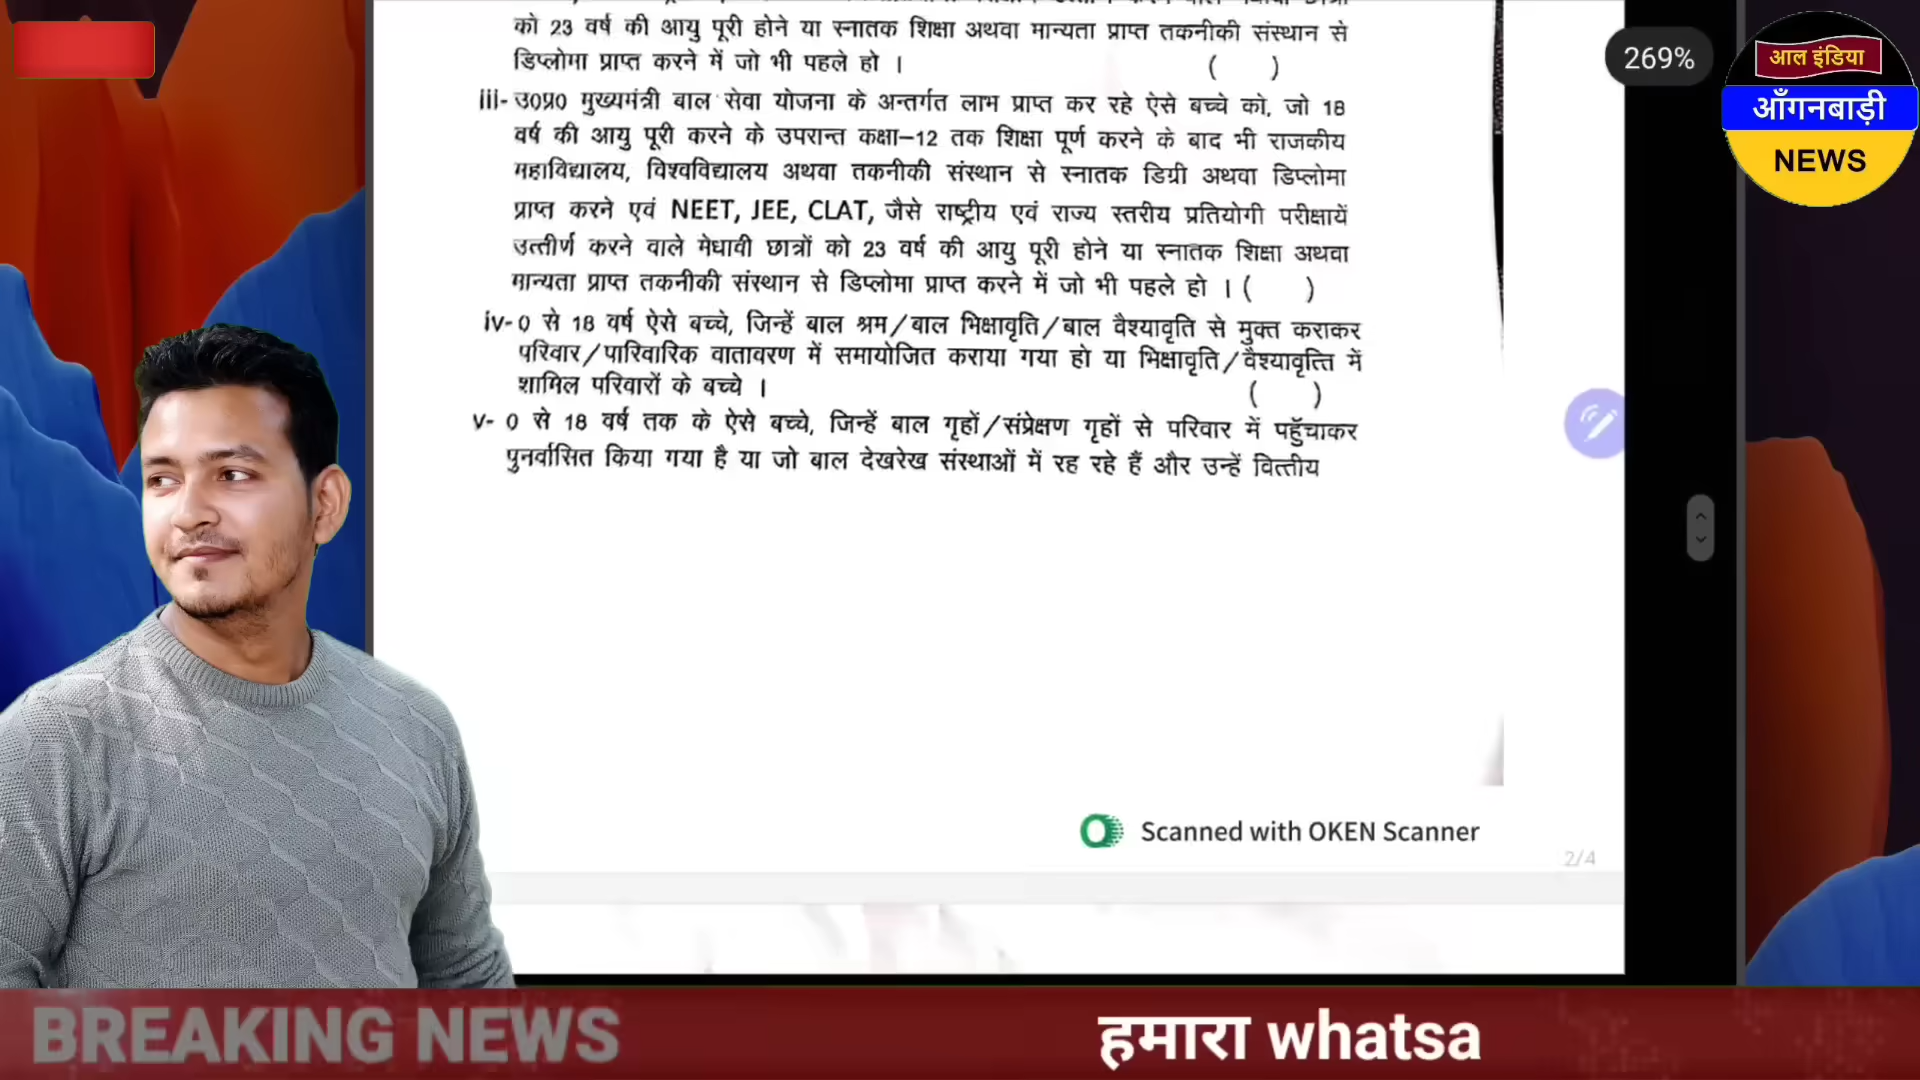 को 23 वर्ष की आयु पूरी होने या स्नातक शिक्षा अथवा मान्यता प्राप्त तकनीकी संस्थान से
डिप्लोमा प्राप्त करने में जो भी पहले हो । ( )
iii- उ0प्र0 मुख्यमंत्री बाल सेवा योजना के अन्तर्गत लाभ प्राप्त कर रहे ऐसे बच्चे को, जो 18
वर्ष की आयु पूरी करने के उपरान्त कक्षा–12 तक शिक्षा पूर्ण करने के बाद भी राजकीय
महाविद्यालय, विश्वविद्यालय अथवा तकनीकी संस्थान से स्नातक डिग्री अथवा डिप्लोमा
प्राप्त करने एवं NEET, JEE, CLAT, जैसे राष्ट्रीय एवं राज्य स्तरीय प्रतियोगी परीक्षायें
उत्तीर्ण करने वाले मेधावी छात्रों को 23 वर्ष की आयु पूरी होने या स्नातक शिक्षा अथवा
मान्यता प्राप्त तकनीकी संस्थान से डिप्लोमा प्राप्त करने में जो भी पहले हो । ( )
iv- 0 से 18 वर्ष ऐसे बच्चे, जिन्हें बाल श्रम/बाल भिक्षावृति/बाल वैश्यावृति से मुक्त कराकर
परिवार/पारिवारिक वातावरण में समायोजित कराया गया हो या भिक्षावृति/वैश्यावृत्ति में
शामिल परिवारों के बच्चे । ( )
v- 0 से 18 वर्ष तक के ऐसे बच्चे, जिन्हें बाल गृहों/संप्रेक्षण गृहों से परिवार में पहुँचाकर
पुनर्वासित किया गया है या जो बाल देखरेख संस्थाओं में रह रहे हैं और उन्हें वित्तीय
Scanned with OKEN Scanner
2/4
269%
आल इंडिया
आँगनबाड़ी
NEWS
BREAKING NEWS
हमारा whatsa